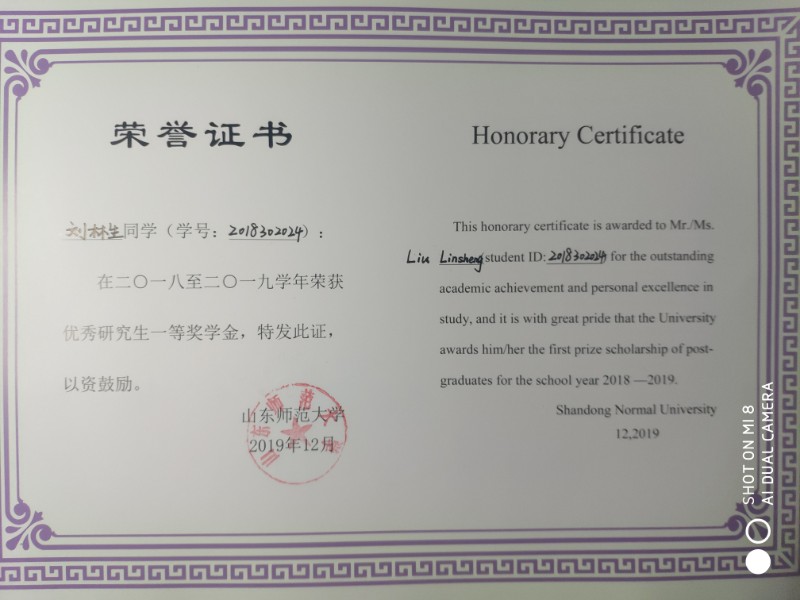 荣誉证书
刘林生同学（学号：2018302024）：
在二〇一八至二〇一九学年荣获
优秀研究生一等奖学金，特发此证，
以资鼓励。
山东师范大学
2019年12月
Honorary Certificate
This honorary certificate is awarded to Mr./Ms.
Liu Linsheng student ID: 2018302024 for the outstanding
academic achievement and personal excellence in
study, and it is with great pride that the University
awards him/her the first prize scholarship of post-
graduates for the school year 2018 —2019.
Shandong Normal University
12,2019
SHOT ON MI 8
AI DUAL CAMERA